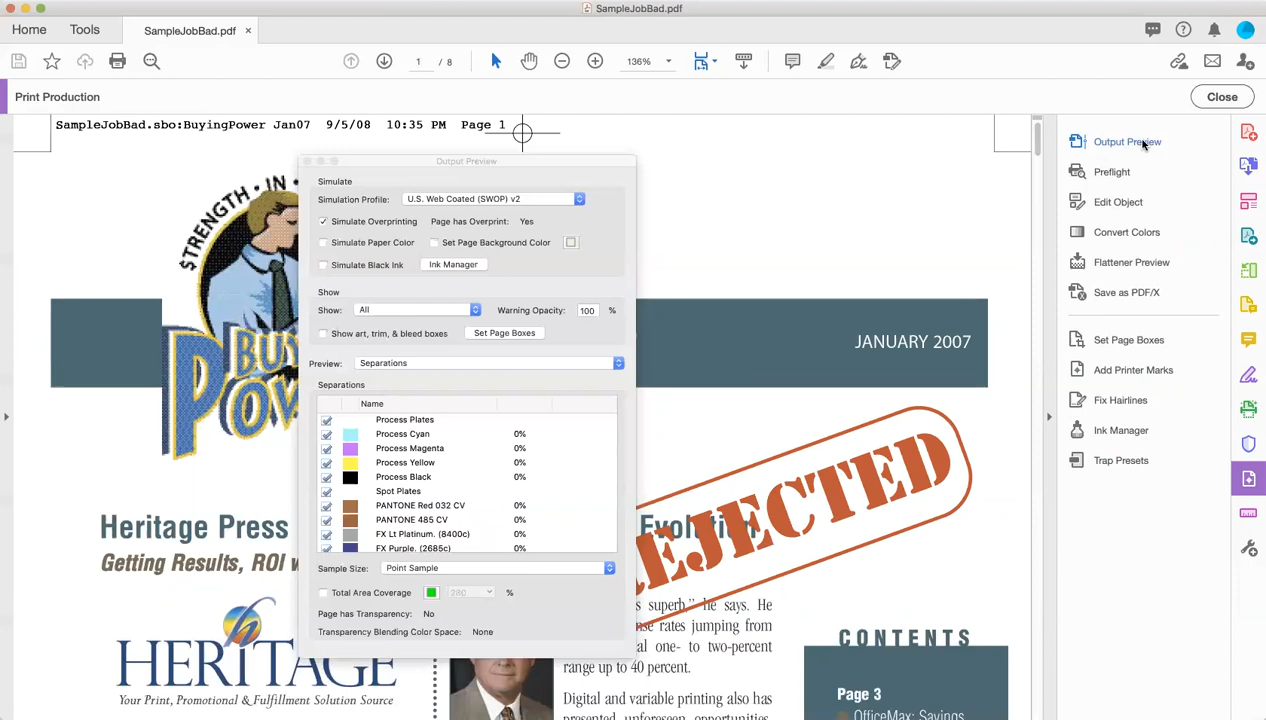 SampleJobBad.pdf
Home
Tools
SampleJobBad.pdf ×
1 / 8
136%
Print Production
Close
SampleJobBad.sbo:BuyingPower Jan07 9/5/08 10:35 PM Page 1
$TRENGTH·IN·
BUY
POW
JANUARY 2007
Output Preview
Simulate
Simulation Profile: U.S. Web Coated (SWOP) v2
Simulate Overprinting Page has Overprint: Yes
Simulate Paper Color Set Page Background Color
Simulate Black Ink Ink Manager
Show
Show: All Warning Opacity: 100 %
Show art, trim, & bleed boxes Set Page Boxes
Preview: Separations
Separations
Name
Process Plates
Process Cyan 0%
Process Magenta 0%
Process Yellow 0%
Process Black 0%
Spot Plates
PANTONE Red 032 CV 0%
PANTONE 485 CV 0%
FX Lt Platinum. (8400c) 0%
FX Purple. (2685c) 0%
Sample Size: Point Sample
Total Area Coverage 280 %
Page has Transparency: No
Transparency Blending Color Space: None
Heritage Press Evolution
Getting Results, ROI w
REJECTED
HERITAGE
Your Print, Promotional & Fulfillment Solution Source
s superb," he says. He
nse rates jumping from
al one- to two-percent
range up to 40 percent.
Digital and variable printing also has
presented unforeseen opportunities.
CONTENTS
Page 3
OfficeMax: Savings
Output Preview
Preflight
Edit Object
Convert Colors
Flattener Preview
Save as PDF/X
Set Page Boxes
Add Printer Marks
Fix Hairlines
Ink Manager
Trap Presets